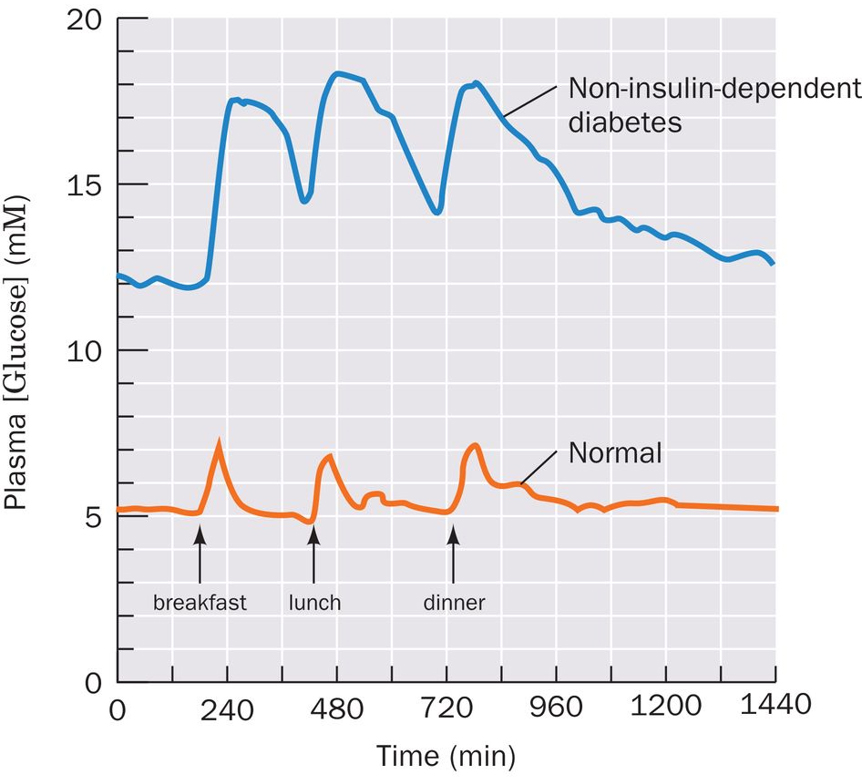 20
Non-insulin-dependent
diabetes
15
Plasma [Glucose] (mM)
10
Normal
5
breakfast lunch dinner
0
0 240 480 720 960 1200 1440
Time (min)